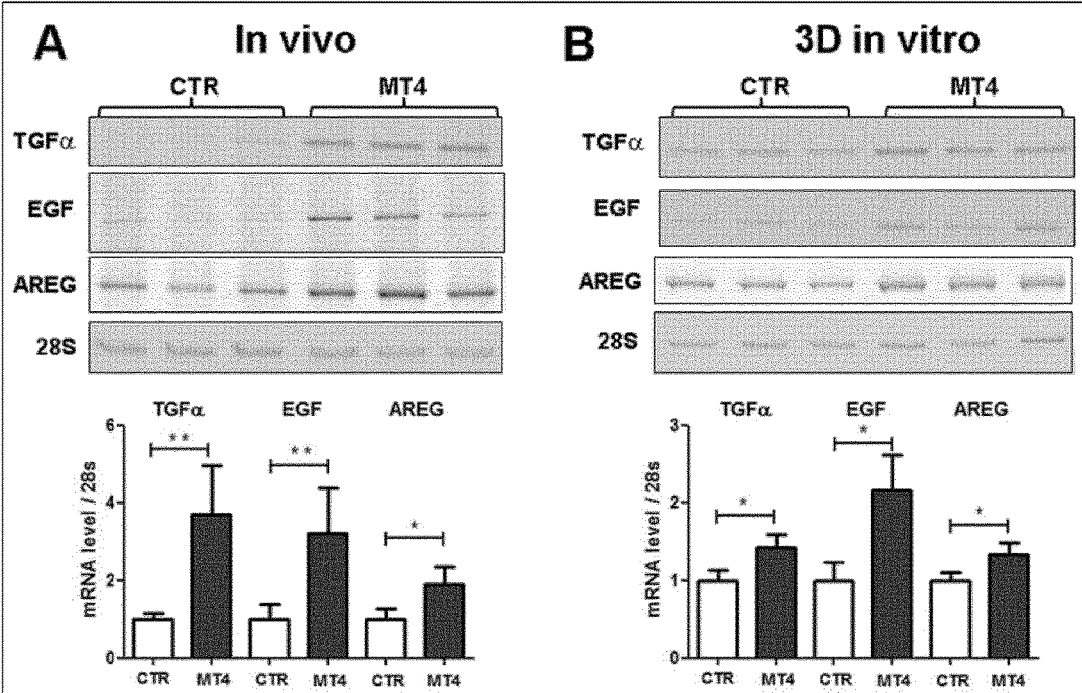 A In vivo
CTR MT4
TGFα
EGF
AREG
28S
TGFα EGF AREG
mRNA level / 28s
6
4
2
0
** ** *
CTR MT4 CTR MT4 CTR MT4
B 3D in vitro
CTR MT4
TGFα
EGF
AREG
28S
TGFα EGF AREG
mRNA level / 28s
3
2
1
0
* * *
CTR MT4 CTR MT4 CTR MT4